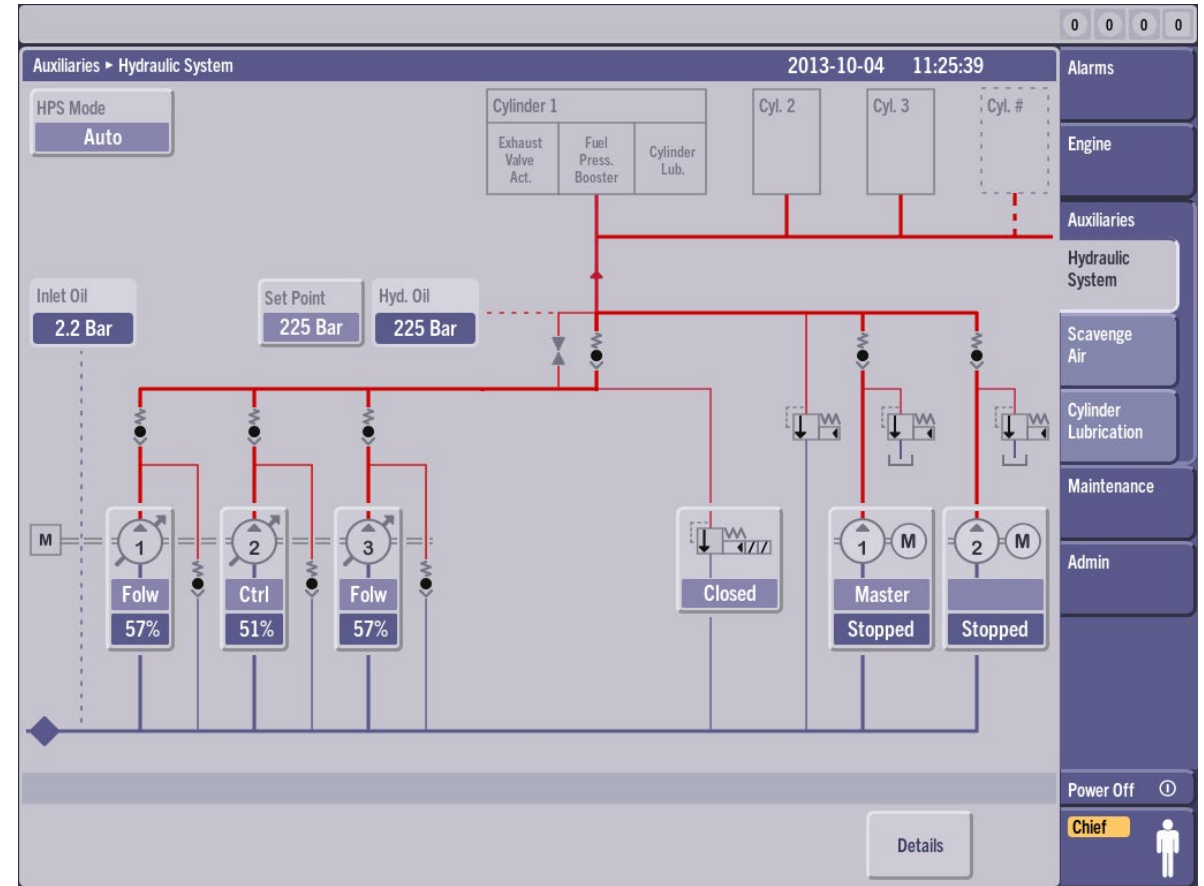 0 0 0 0
Auxiliaries ► Hydraulic System
2013-10-04 11:25:39
HPS Mode
Auto
Cylinder 1
Exhaust
Valve
Act.
Fuel
Press.
Booster
Cylinder
Lub.
Cyl. 2
Cyl. 3
Cyl. #
Inlet Oil
2.2 Bar
Set Point
225 Bar
Hyd. Oil
225 Bar
M
1
Folw
57%
2
Ctrl
51%
3
Folw
57%
Closed
1
M
Master
Stopped
2
M
Stopped
Details
Alarms
Engine
Auxiliaries
Hydraulic
System
Scavenge
Air
Cylinder
Lubrication
Maintenance
Admin
Power Off
Chief